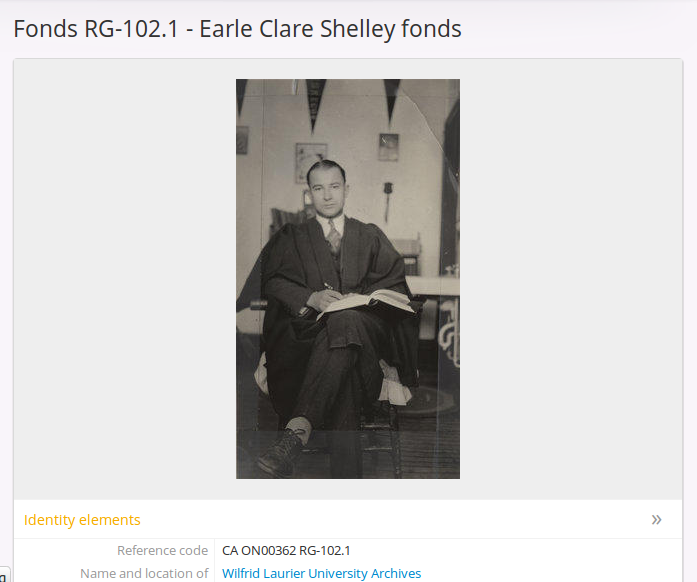 Fonds RG-102.1 - Earle Clare Shelley fonds
Identity elements »
Reference code CA ON00362 RG-102.1
Name and location of Wilfrid Laurier University Archives